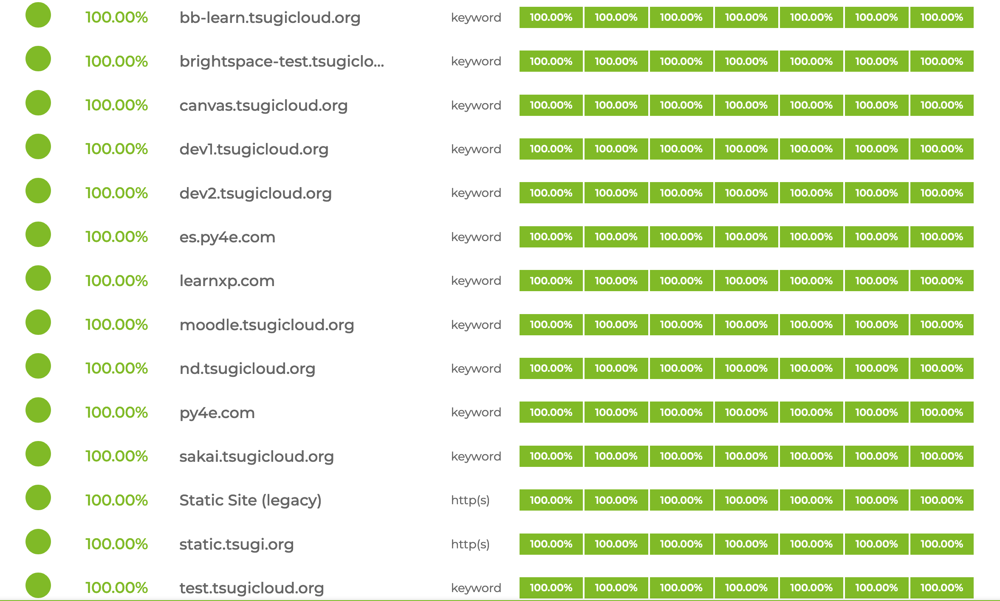 100.00% bb-learn.tsugicloud.org keyword 100.00% 100.00% 100.00% 100.00% 100.00% 100.00% 100.00%
100.00% brightspace-test.tsugiclo... keyword 100.00% 100.00% 100.00% 100.00% 100.00% 100.00% 100.00%
100.00% canvas.tsugicloud.org keyword 100.00% 100.00% 100.00% 100.00% 100.00% 100.00% 100.00%
100.00% dev1.tsugicloud.org keyword 100.00% 100.00% 100.00% 100.00% 100.00% 100.00% 100.00%
100.00% dev2.tsugicloud.org keyword 100.00% 100.00% 100.00% 100.00% 100.00% 100.00% 100.00%
100.00% es.py4e.com keyword 100.00% 100.00% 100.00% 100.00% 100.00% 100.00% 100.00%
100.00% learnxp.com keyword 100.00% 100.00% 100.00% 100.00% 100.00% 100.00% 100.00%
100.00% moodle.tsugicloud.org keyword 100.00% 100.00% 100.00% 100.00% 100.00% 100.00% 100.00%
100.00% nd.tsugicloud.org keyword 100.00% 100.00% 100.00% 100.00% 100.00% 100.00% 100.00%
100.00% py4e.com keyword 100.00% 100.00% 100.00% 100.00% 100.00% 100.00% 100.00%
100.00% sakai.tsugicloud.org keyword 100.00% 100.00% 100.00% 100.00% 100.00% 100.00% 100.00%
100.00% Static Site (legacy) http(s) 100.00% 100.00% 100.00% 100.00% 100.00% 100.00% 100.00%
100.00% static.tsugi.org http(s) 100.00% 100.00% 100.00% 100.00% 100.00% 100.00% 100.00%
100.00% test.tsugicloud.org keyword 100.00% 100.00% 100.00% 100.00% 100.00% 100.00% 100.00%